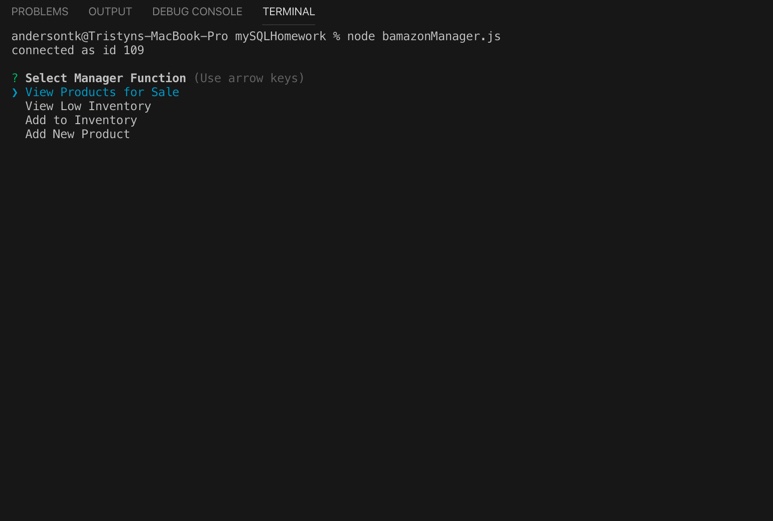 PROBLEMS OUTPUT DEBUG CONSOLE TERMINAL
andersontk@Tristyns-MacBook-Pro mySQLHomework % node bamazonManager.js
connected as id 109
? Select Manager Function (Use arrow keys)
❯ View Products for Sale
View Low Inventory
Add to Inventory
Add New Product